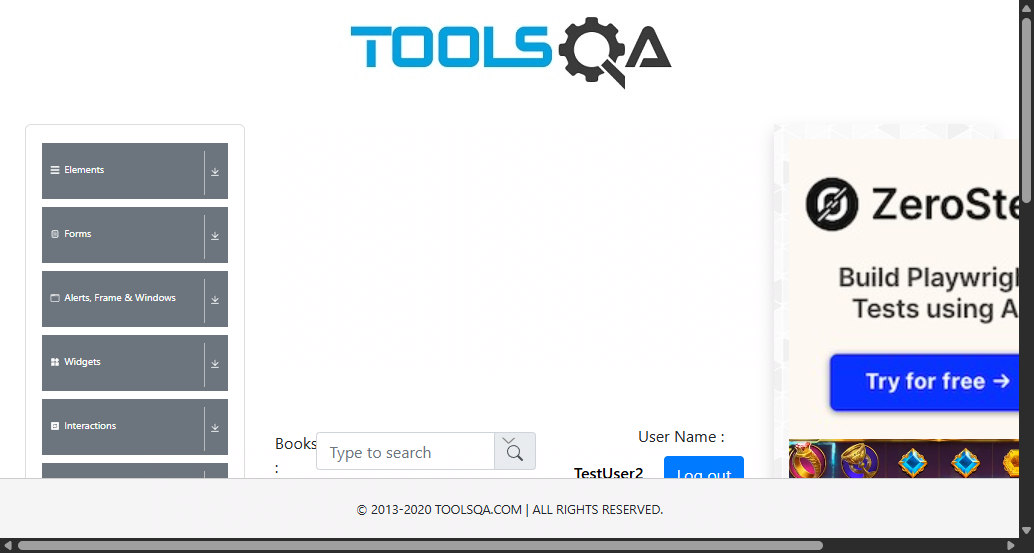 TOOLSQA
Elements
Forms
Alerts, Frame & Windows
Widgets
Interactions
Books
:
Type to search
User Name :
TestUser2
Log out
ZeroSte
Build Playwrigh
Tests using A
Try for free →
© 2013-2020 TOOLSQA.COM | ALL RIGHTS RESERVED.